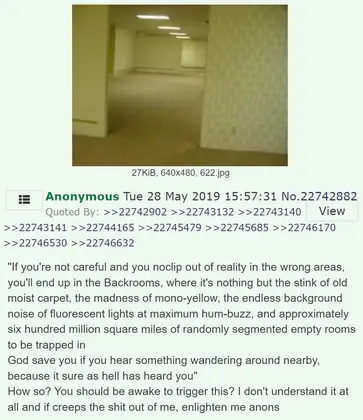 27KiB, 640x480, 622.jpg
Anonymous Tue 28 May 2019 15:57:31 No.22742882
Quoted By: >>22742902 >>22743132 >>22743140 View
>>22743141 >>22744165 >>22745479 >>22745685 >>22746170
>>22746530 >>22746632
"If you're not careful and you noclip out of reality in the wrong areas,
you'll end up in the Backrooms, where it's nothing but the stink of old
moist carpet, the madness of mono-yellow, the endless background
noise of fluorescent lights at maximum hum-buzz, and approximately
six hundred million square miles of randomly segmented empty rooms
to be trapped in
God save you if you hear something wandering around nearby,
because it sure as hell has heard you"
How so? You should be awake to trigger this? I don't understand it at
all and if creeps the shit out of me, enlighten me anons